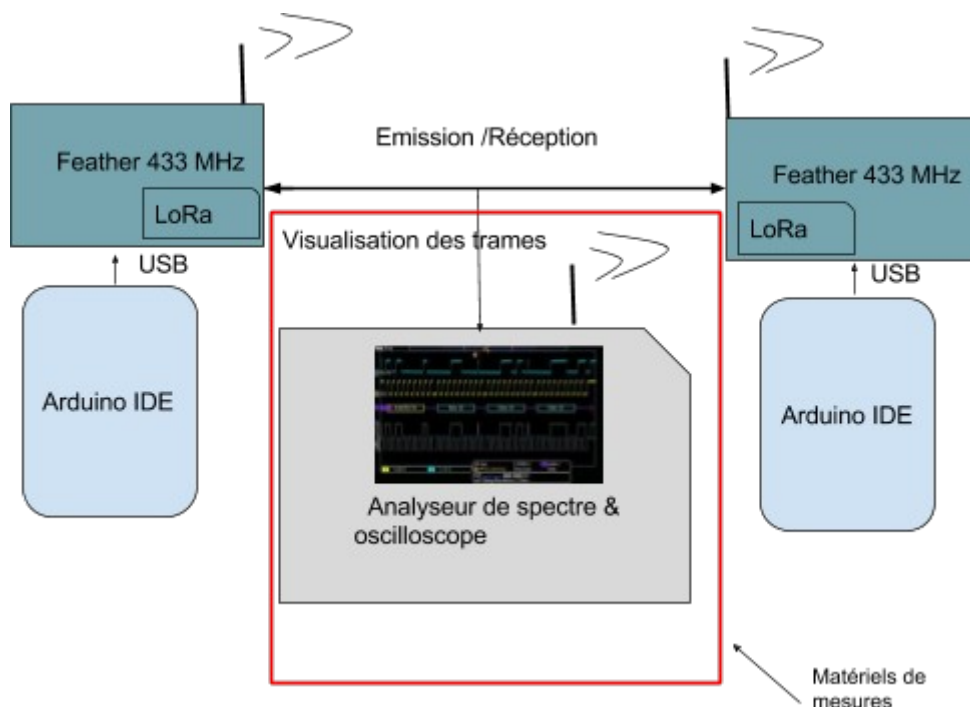 Emission /Réception
Feather 433 MHz
LoRa
USB
Arduino IDE
Feather 433 MHz
LoRa
USB
Arduino IDE
Visualisation des trames
Analyseur de spectre &
oscilloscope
Matériels de
mesures